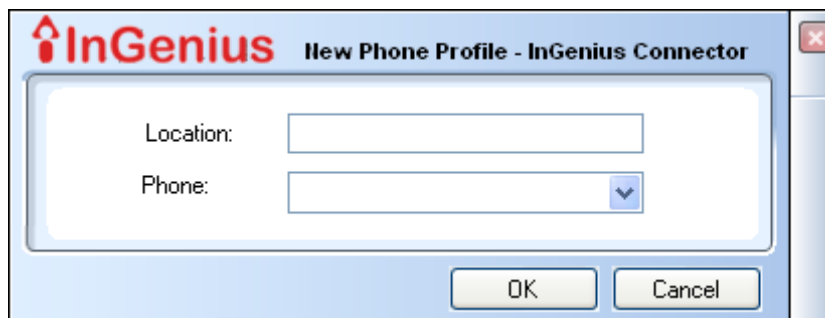 InGenius New Phone Profile - InGenius Connector
Location:
Phone:
OK Cancel